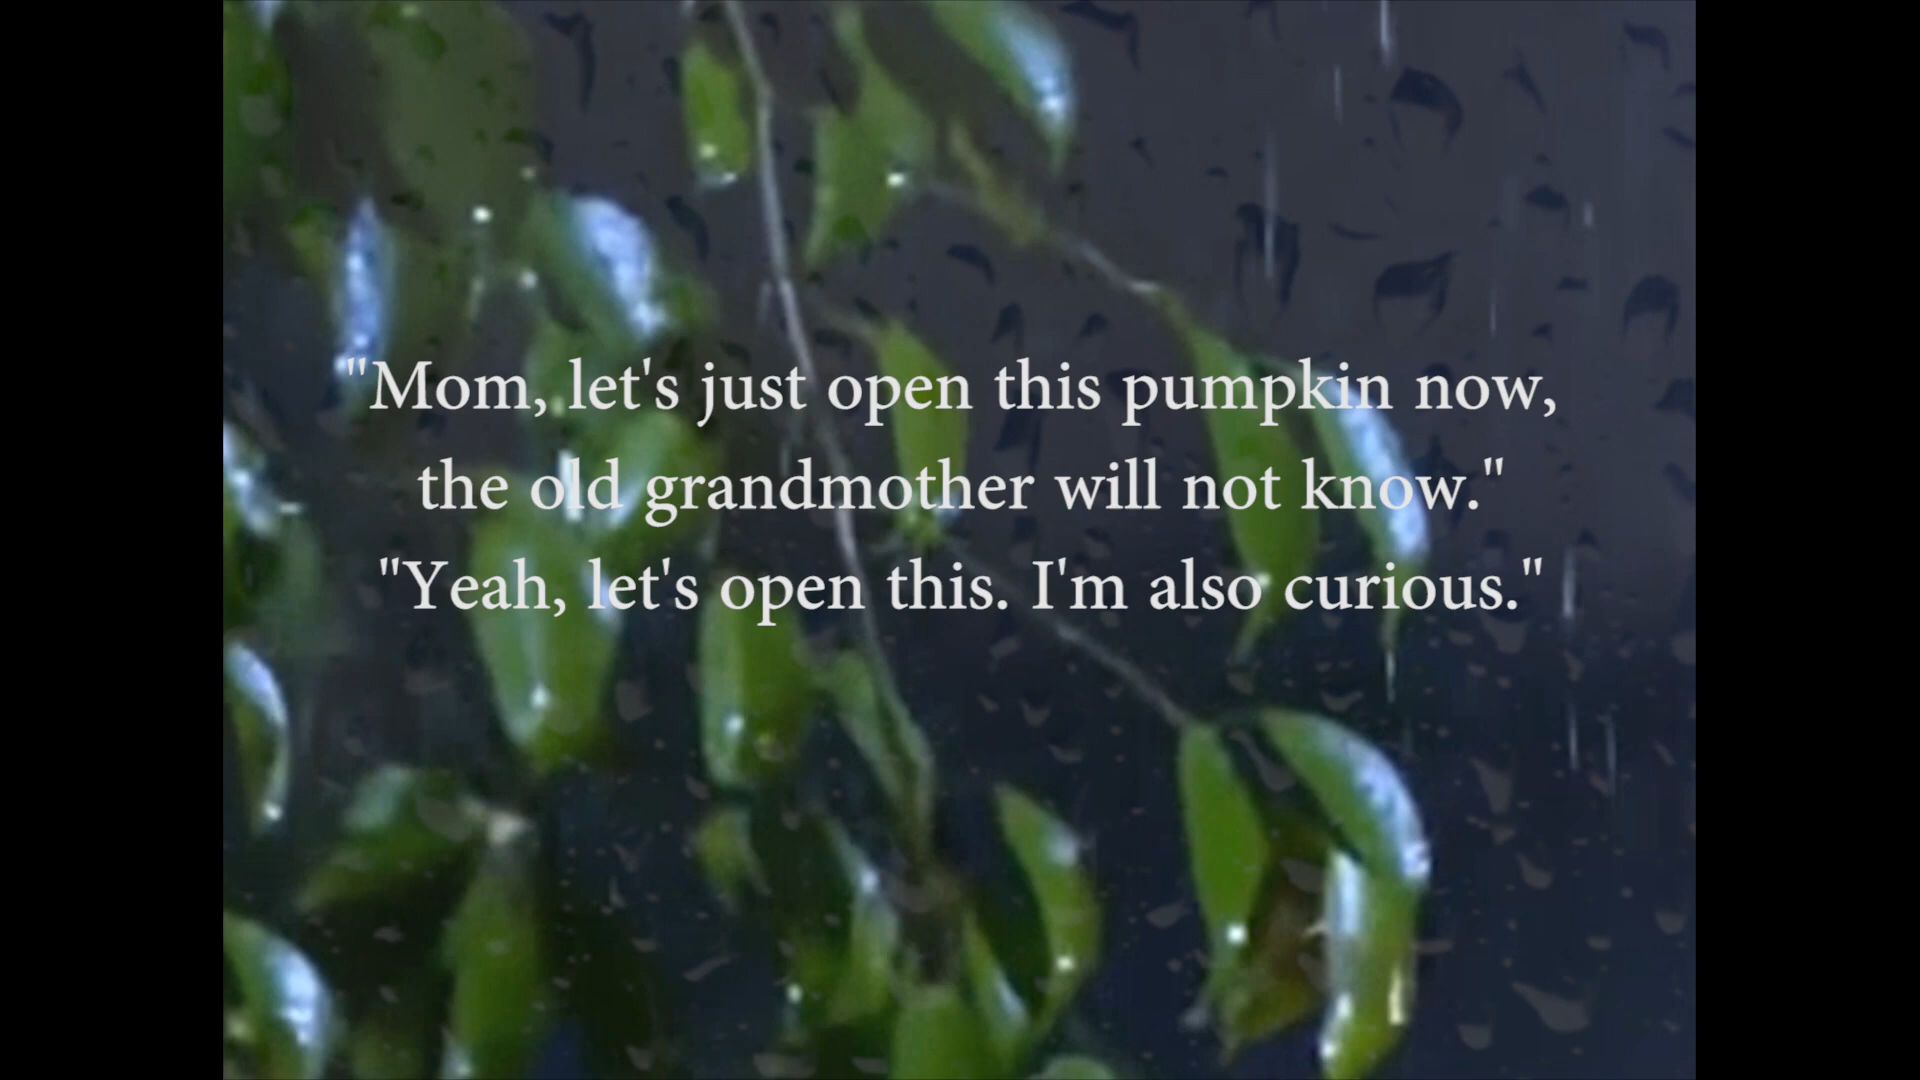 "Mom, let's just open this pumpkin now,
the old grandmother will not know."
"Yeah, let's open this. I'm also curious."